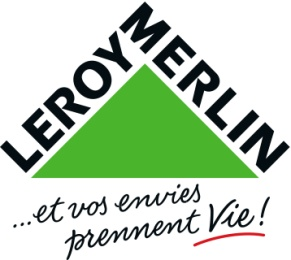 LEROY MERLIN
...et vos envies
prennent Vie !